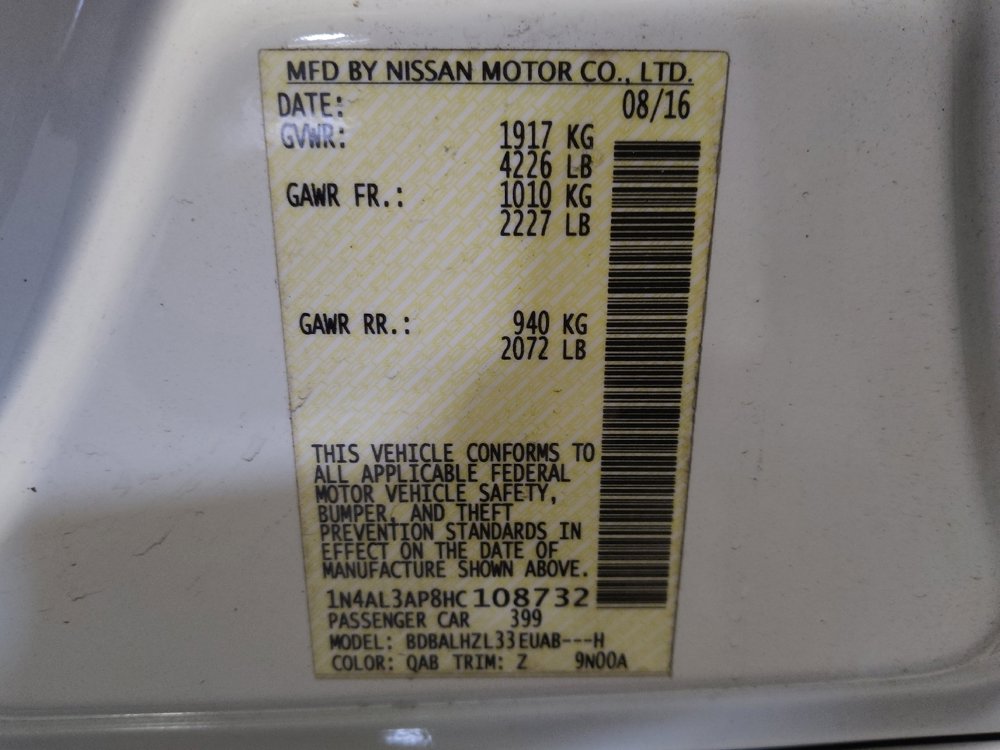 MFD BY NISSAN MOTOR CO., LTD.
DATE: 08/16
GVWR: 1917 KG
4226 LB
GAWR FR.: 1010 KG
2227 LB
GAWR RR.: 940 KG
2072 LB
THIS VEHICLE CONFORMS TO
ALL APPLICABLE FEDERAL
MOTOR VEHICLE SAFETY,
BUMPER, AND THEFT
PREVENTION STANDARDS IN
EFFECT ON THE DATE OF
MANUFACTURE SHOWN ABOVE.
1N4AL3AP8HC108732
PASSENGER CAR 399
MODEL: BDBALHZL33EUAB---H
COLOR: QAB TRIM: Z 9N00A